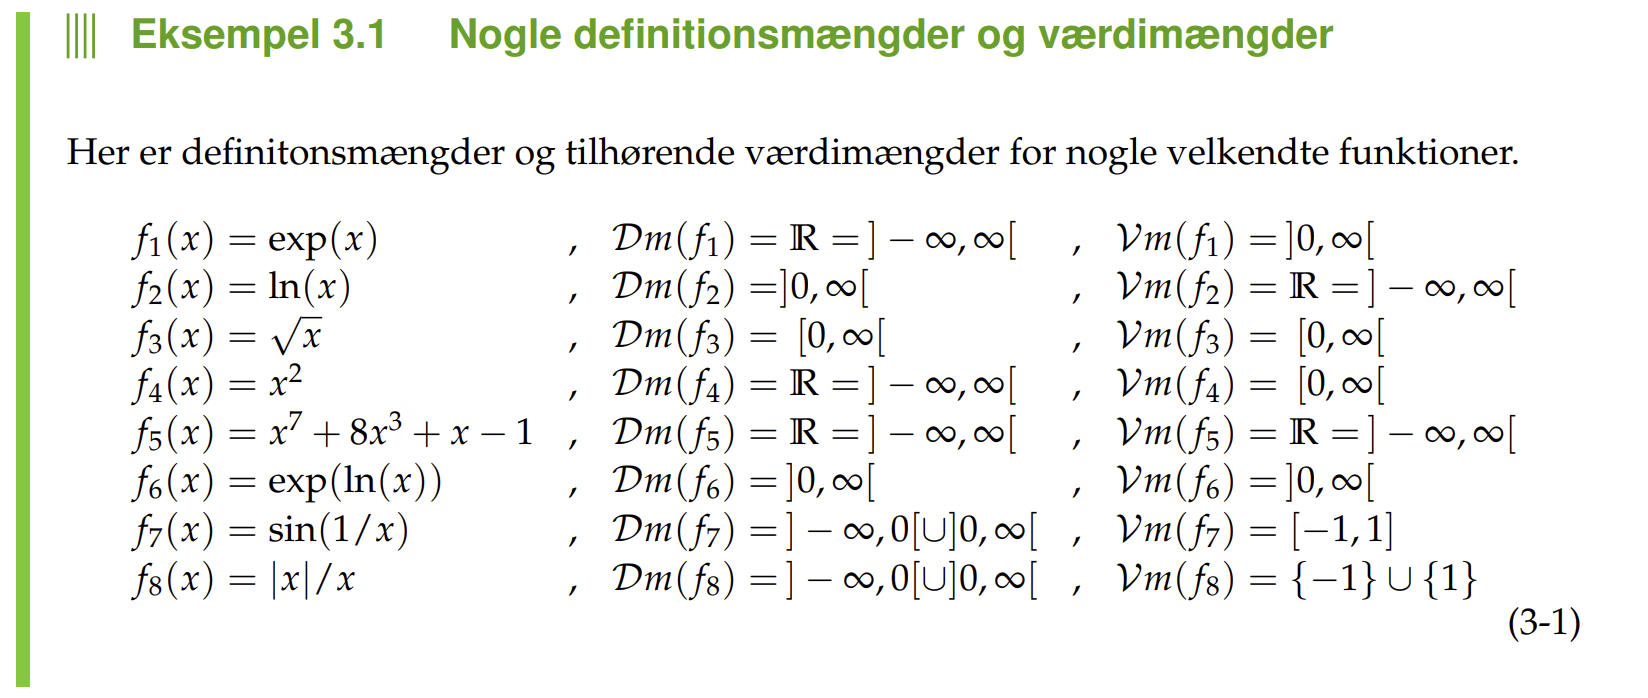 Eksempel 3.1 Nogle definitionsmængder og værdimængder
Her er definitonsmængder og tilhørende værdimængder for nogle velkendte funktioner.
f₁(x) = exp(x) , 𝒟m(f₁) = ℝ = ] − ∞, ∞[ , 𝒱m(f₁) = ]0, ∞[
f₂(x) = ln(x) , 𝒟m(f₂) =]0, ∞[ , 𝒱m(f₂) = ℝ = ] − ∞, ∞[
f₃(x) = √x , 𝒟m(f₃) = [0, ∞[ , 𝒱m(f₃) = [0, ∞[
f₄(x) = x² , 𝒟m(f₄) = ℝ = ] − ∞, ∞[ , 𝒱m(f₄) = [0, ∞[
f₅(x) = x⁷ + 8x³ + x − 1 , 𝒟m(f₅) = ℝ = ] − ∞, ∞[ , 𝒱m(f₅) = ℝ = ] − ∞, ∞[
f₆(x) = exp(ln(x)) , 𝒟m(f₆) = ]0, ∞[ , 𝒱m(f₆) = ]0, ∞[
f₇(x) = sin(1/x) , 𝒟m(f₇) = ] − ∞, 0[∪]0, ∞[ , 𝒱m(f₇) = [−1, 1]
f₈(x) = |x|/x , 𝒟m(f₈) = ] − ∞, 0[∪]0, ∞[ , 𝒱m(f₈) = {−1} ∪ {1}
(3-1)